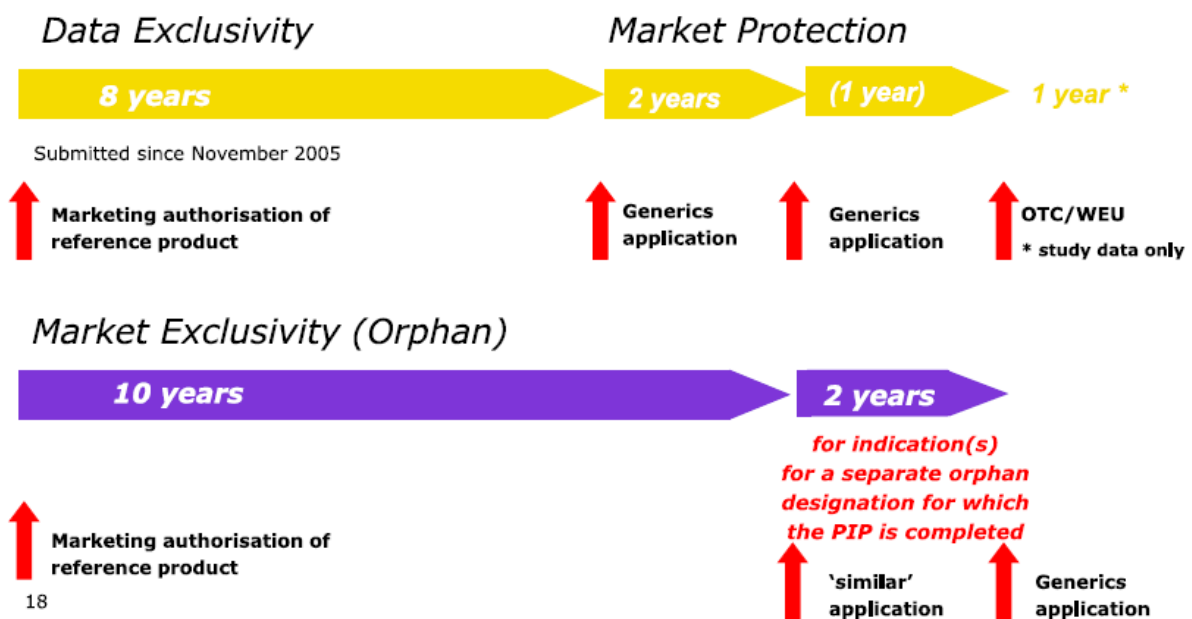 Data Exclusivity
Market Protection
8 years
2 years
(1 year)
1 year *
Submitted since November 2005
Marketing authorisation of
reference product
Generics
application
Generics
application
OTC/WEU
* study data only
Market Exclusivity (Orphan)
10 years
2 years
for indication(s)
for a separate orphan
designation for which
the PIP is completed
Marketing authorisation of
reference product
‘similar’
application
Generics
application
18